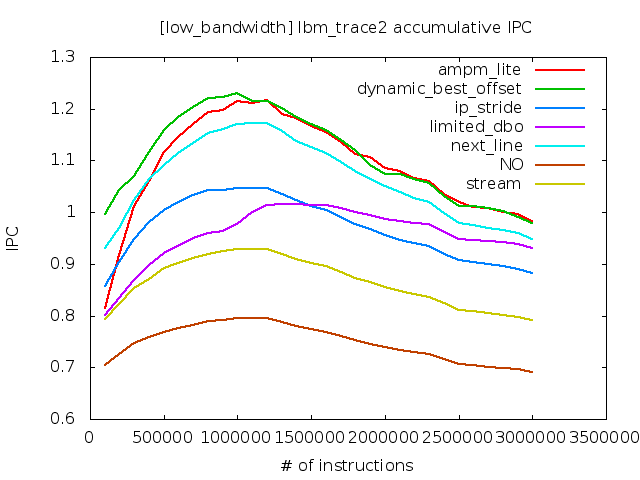 [low_bandwidth] lbm_trace2 accumulative IPC
1.3
1.2
1.1
1
0.9
0.8
0.7
0.6
IPC
ampm_lite
dynamic_best_offset
ip_stride
limited_dbo
next_line
NO
stream
0 500000 1000000 1500000 2000000 2500000 3000000 3500000
# of instructions